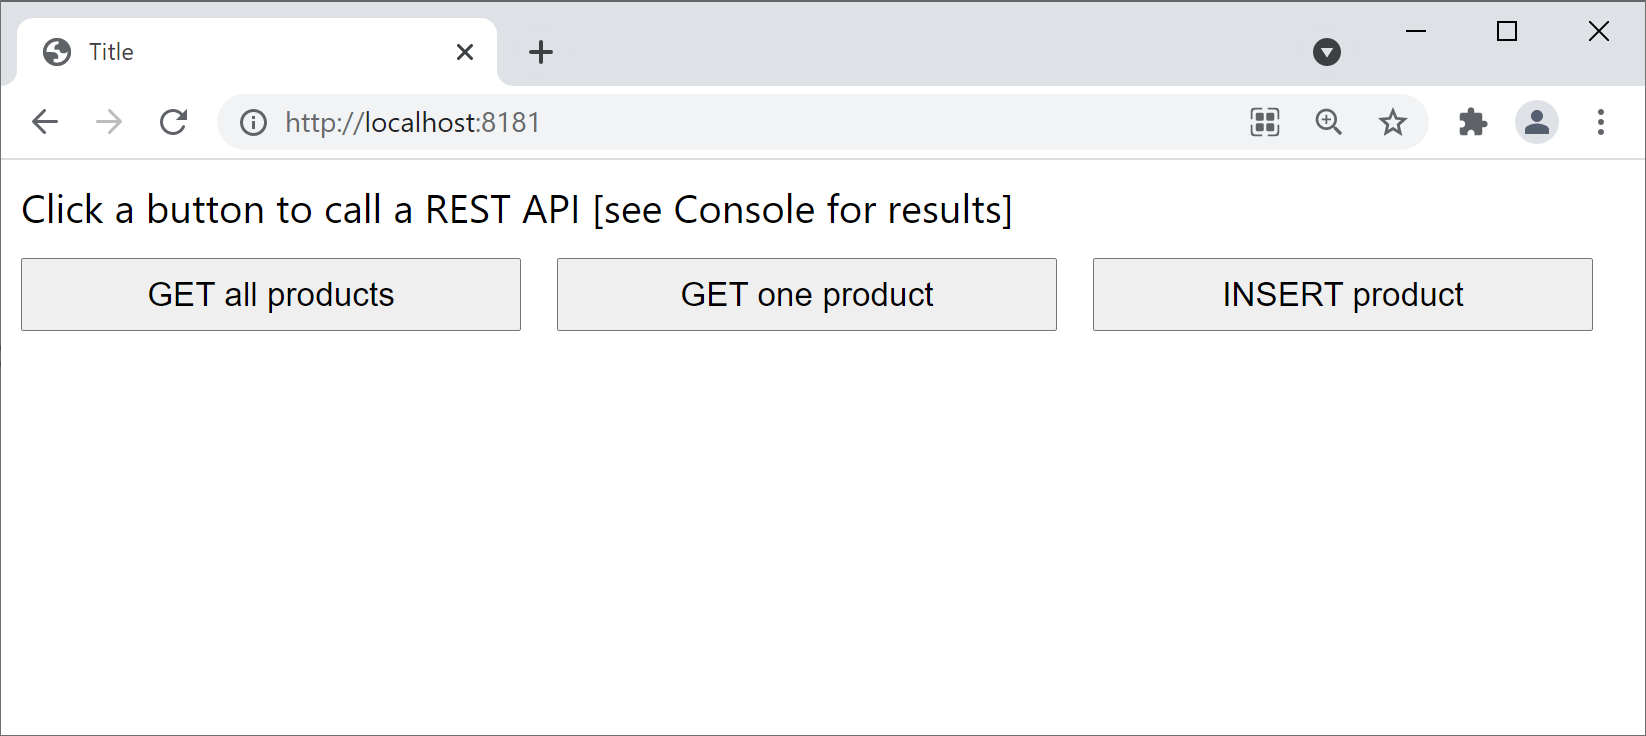 Title
http://localhost:8181
Click a button to call a REST API [see Console for results]
GET all products
GET one product
INSERT product